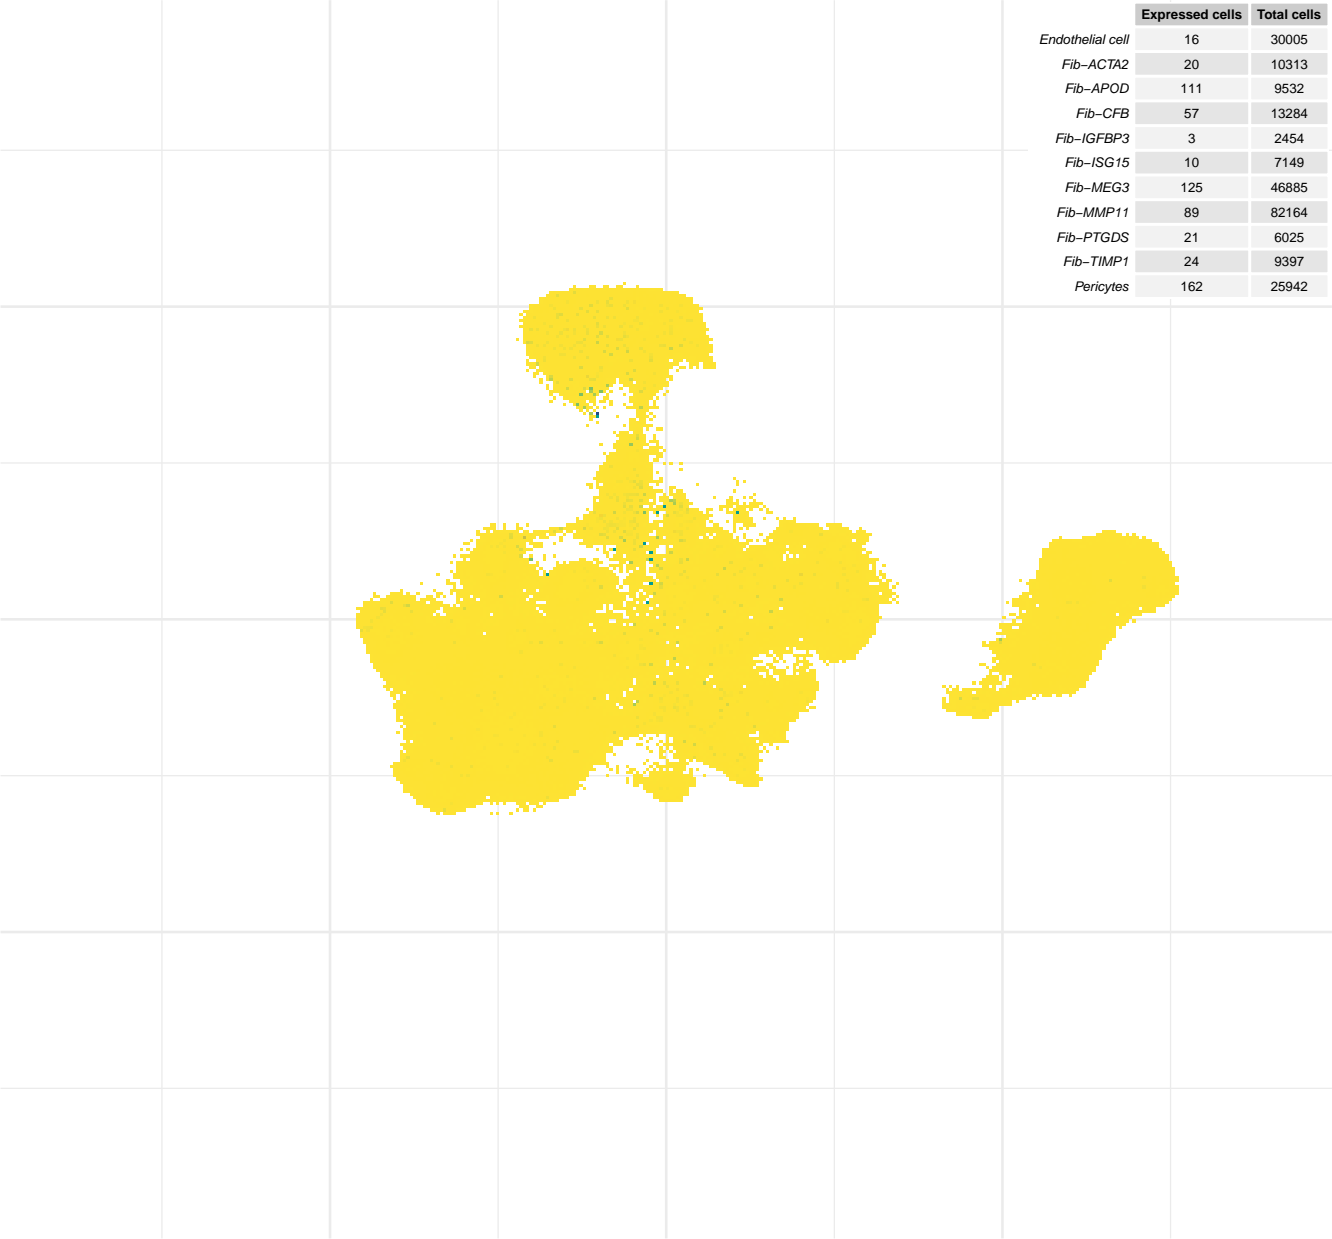 Expressed cells Total cells
Endothelial cell 16 30005
Fib−ACTA2 20 10313
Fib−APOD 111 9532
Fib−CFB 57 13284
Fib−IGFBP3 3 2454
Fib−ISG15 10 7149
Fib−MEG3 125 46885
Fib−MMP11 89 82164
Fib−PTGDS 21 6025
Fib−TIMP1 24 9397
Pericytes 162 25942